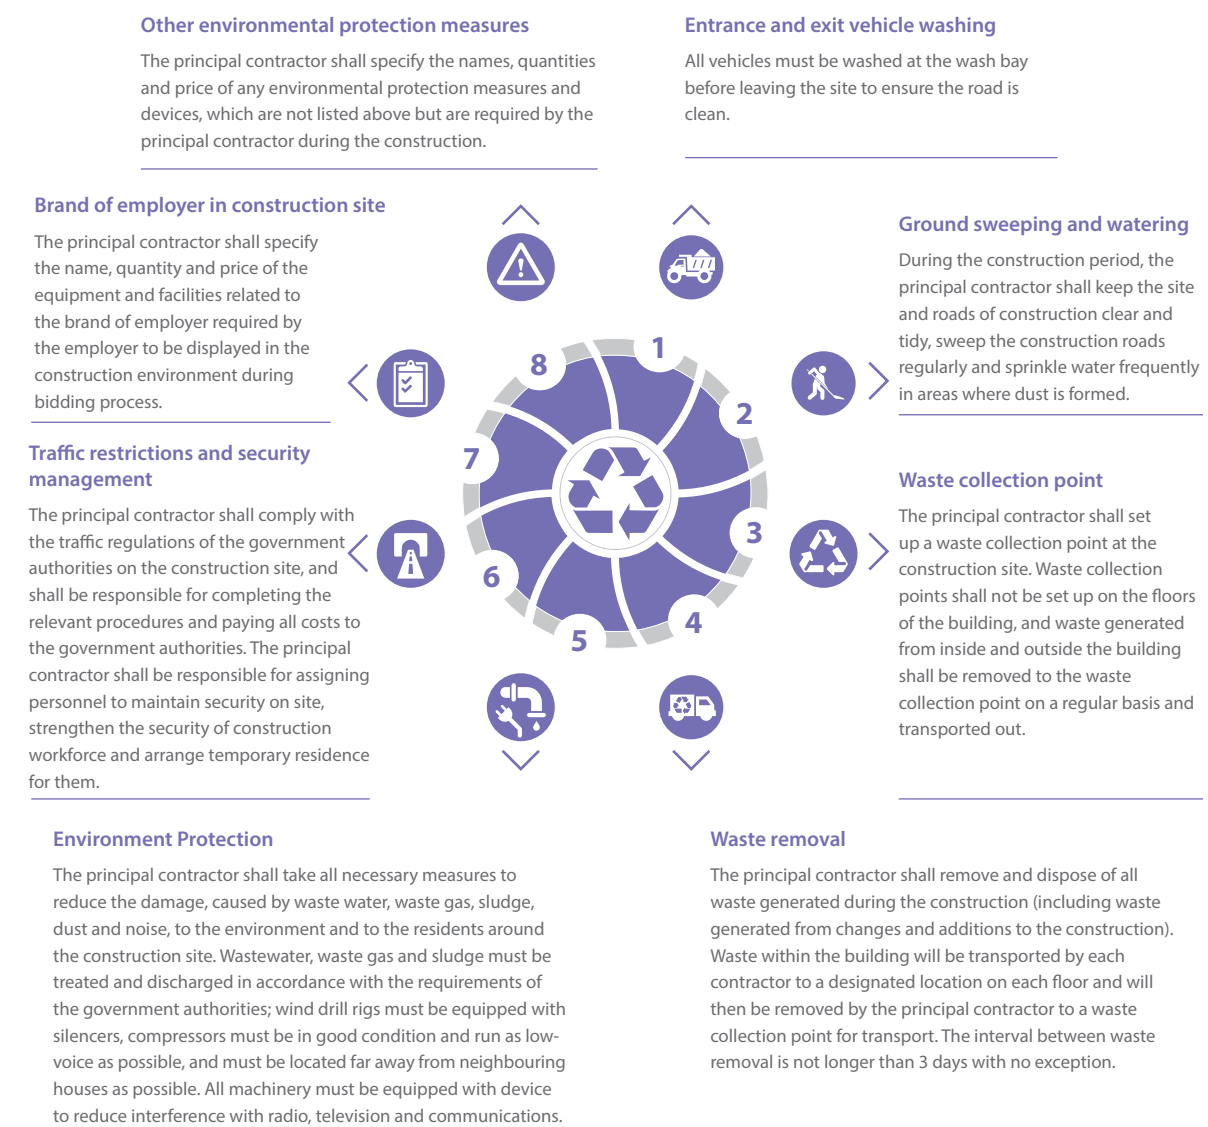 Other environmental protection measures
The principal contractor shall specify the names, quantities
and price of any environmental protection measures and
devices, which are not listed above but are required by the
principal contractor during the construction.
Entrance and exit vehicle washing
All vehicles must be washed at the wash bay
before leaving the site to ensure the road is
clean.
Brand of employer in construction site
The principal contractor shall specify
the name, quantity and price of the
equipment and facilities related to
the brand of employer required by
the employer to be displayed in the
construction environment during
bidding process.
Ground sweeping and watering
During the construction period, the
principal contractor shall keep the site
and roads of construction clear and
tidy, sweep the construction roads
regularly and sprinkle water frequently
in areas where dust is formed.
1
2
3
4
5
6
7
8
Traffic restrictions and security
management
The principal contractor shall comply with
the traffic regulations of the government
authorities on the construction site, and
shall be responsible for completing the
relevant procedures and paying all costs to
the government authorities. The principal
contractor shall be responsible for assigning
personnel to maintain security on site,
strengthen the security of construction
workforce and arrange temporary residence
for them.
Waste collection point
The principal contractor shall set
up a waste collection point at the
construction site. Waste collection
points shall not be set up on the floors
of the building, and waste generated
from inside and outside the building
shall be removed to the waste
collection point on a regular basis and
transported out.
Environment Protection
The principal contractor shall take all necessary measures to
reduce the damage, caused by waste water, waste gas, sludge,
dust and noise, to the environment and to the residents around
the construction site. Wastewater, waste gas and sludge must be
treated and discharged in accordance with the requirements of
the government authorities; wind drill rigs must be equipped with
silencers, compressors must be in good condition and run as low-
voice as possible, and must be located far away from neighbouring
houses as possible. All machinery must be equipped with device
to reduce interference with radio, television and communications.
Waste removal
The principal contractor shall remove and dispose of all
waste generated during the construction (including waste
generated from changes and additions to the construction).
Waste within the building will be transported by each
contractor to a designated location on each floor and will
then be removed by the principal contractor to a waste
collection point for transport. The interval between waste
removal is not longer than 3 days with no exception.